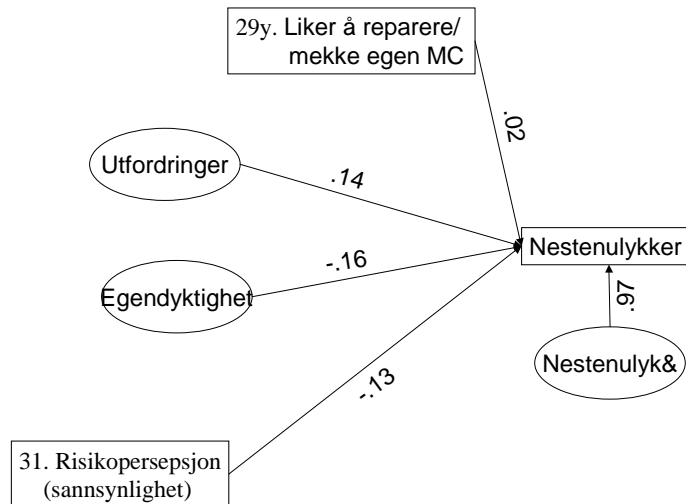 29y. Liker å reparere/
mekke egen MC
.02
Utfordringer
.14
Nestenulykker
-.16
Egendyktighet
.97
Nestenulyk&
-.13
31. Risikopersepsjon
(sannsynlighet)